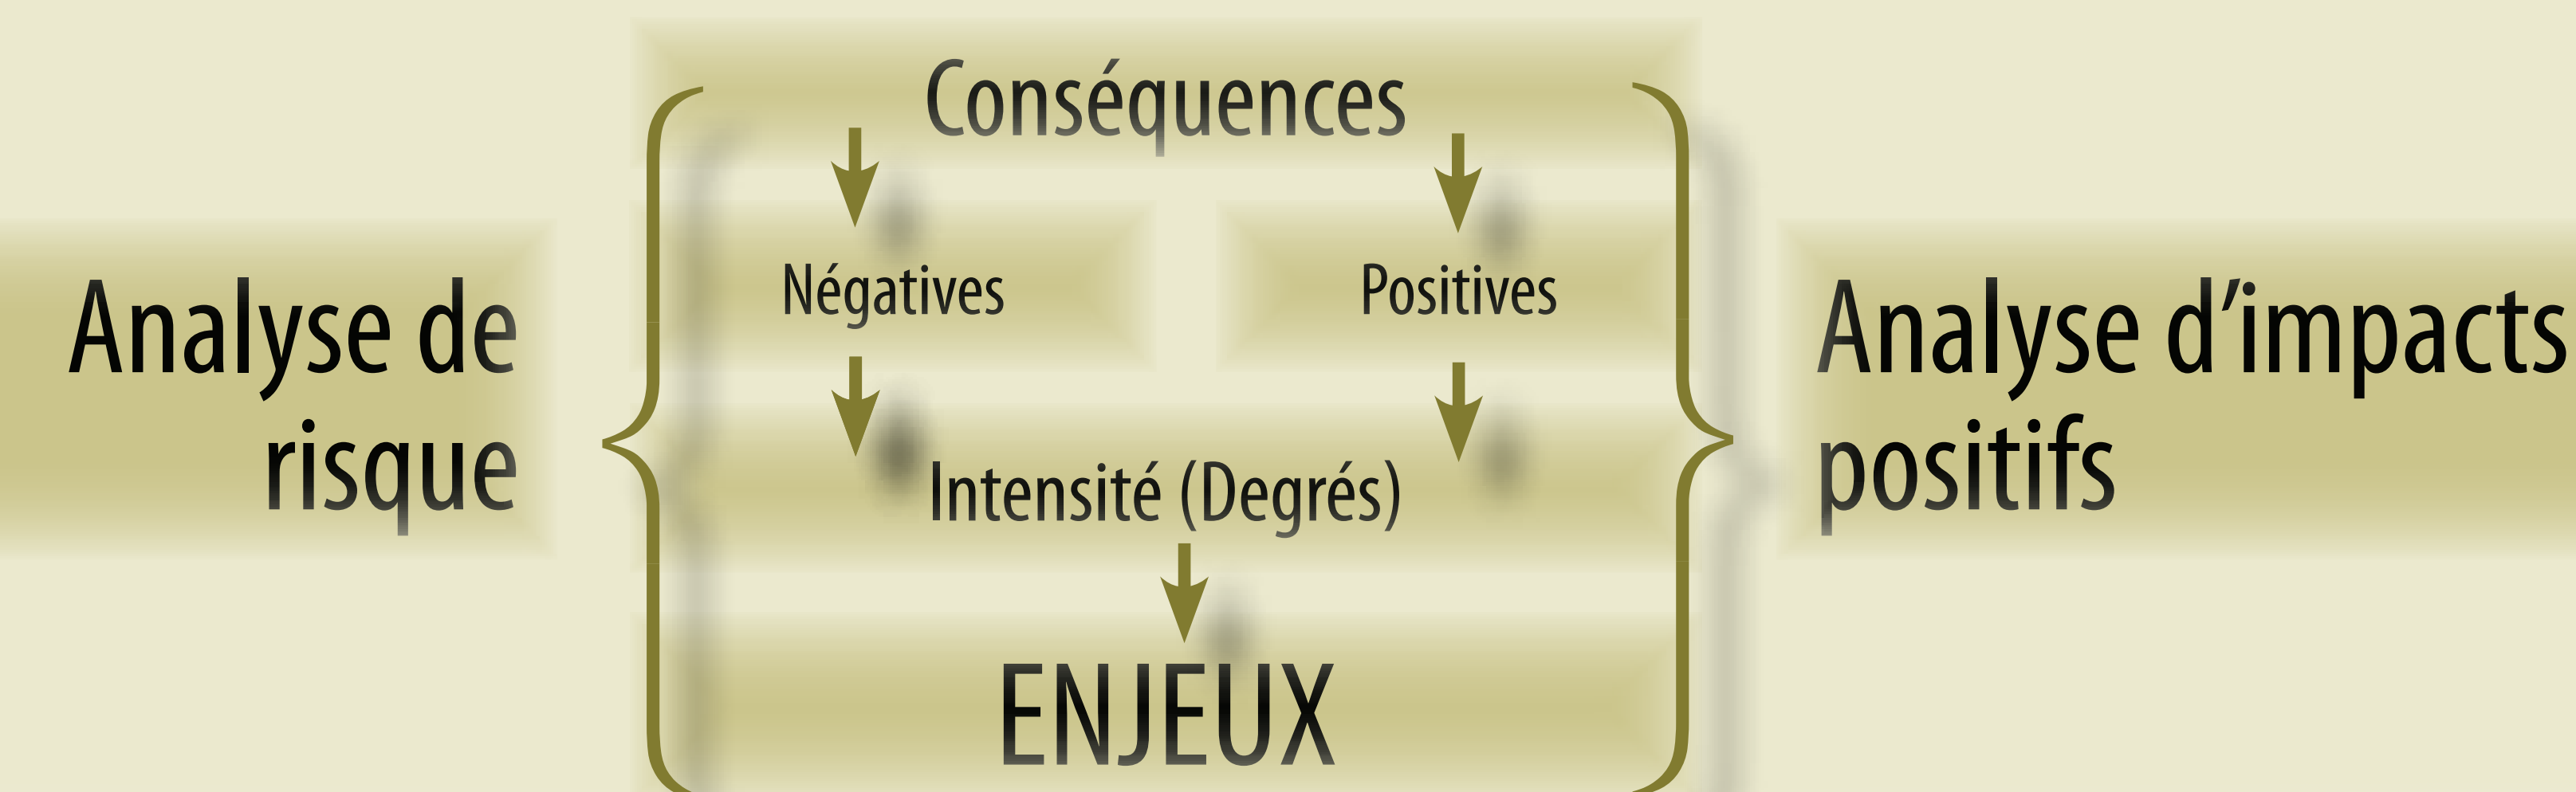 Conséquences
Négatives
Positives
Analyse de
risque
Analyse d’impacts
positifs
Intensité (Degrés)
ENJEUX